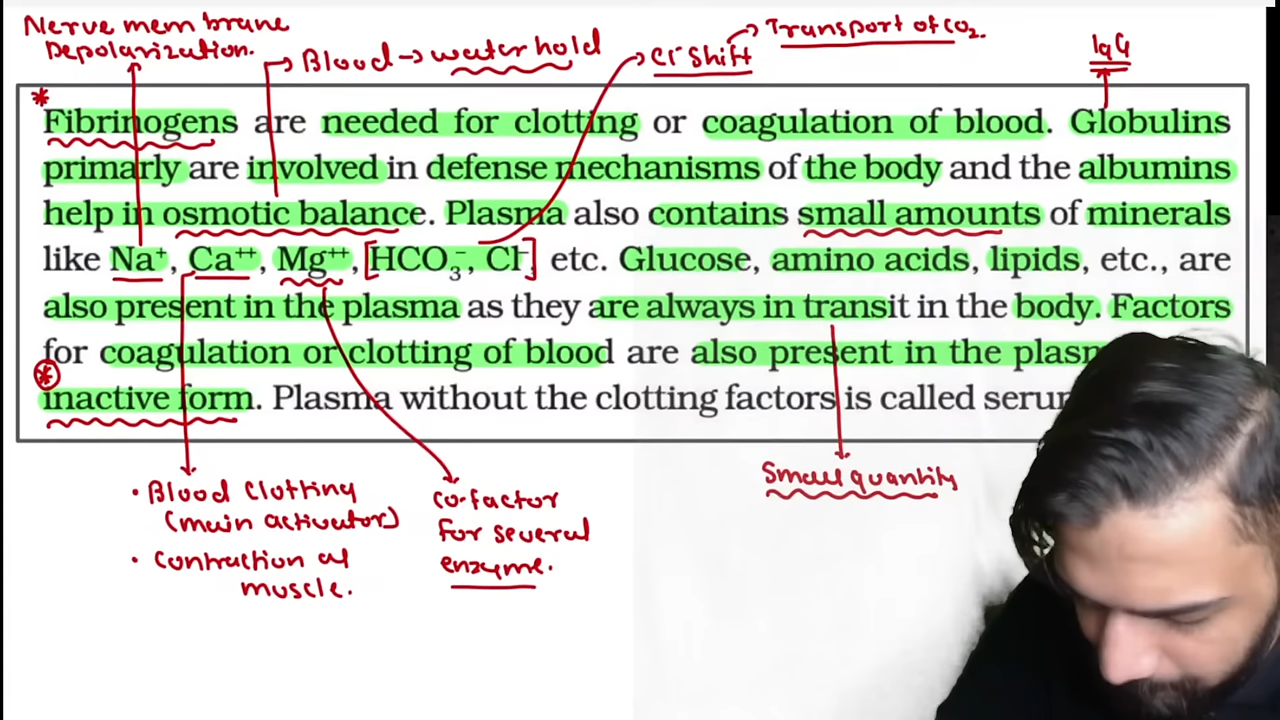 Nerve membrane
Depolarization.
Blood → water hold
Cl⁻ Shift
Transport of CO₂.
IgG
* Fibrinogens are needed for clotting or coagulation of blood. Globulins
primarly are involved in defense mechanisms of the body and the albumins
help in osmotic balance. Plasma also contains small amounts of minerals
like Na⁺, Ca⁺⁺, Mg⁺⁺, [HCO₃⁻, Cl⁻] etc. Glucose, amino acids, lipids, etc., are
also present in the plasma as they are always in transit in the body. Factors
for coagulation or clotting of blood are also present in the
* inactive form. Plasma without the clotting factors is called
Small quantity
• Blood Clotting
(main activator)
• Contraction of
muscle.
Co-factor
For several
enzyme.